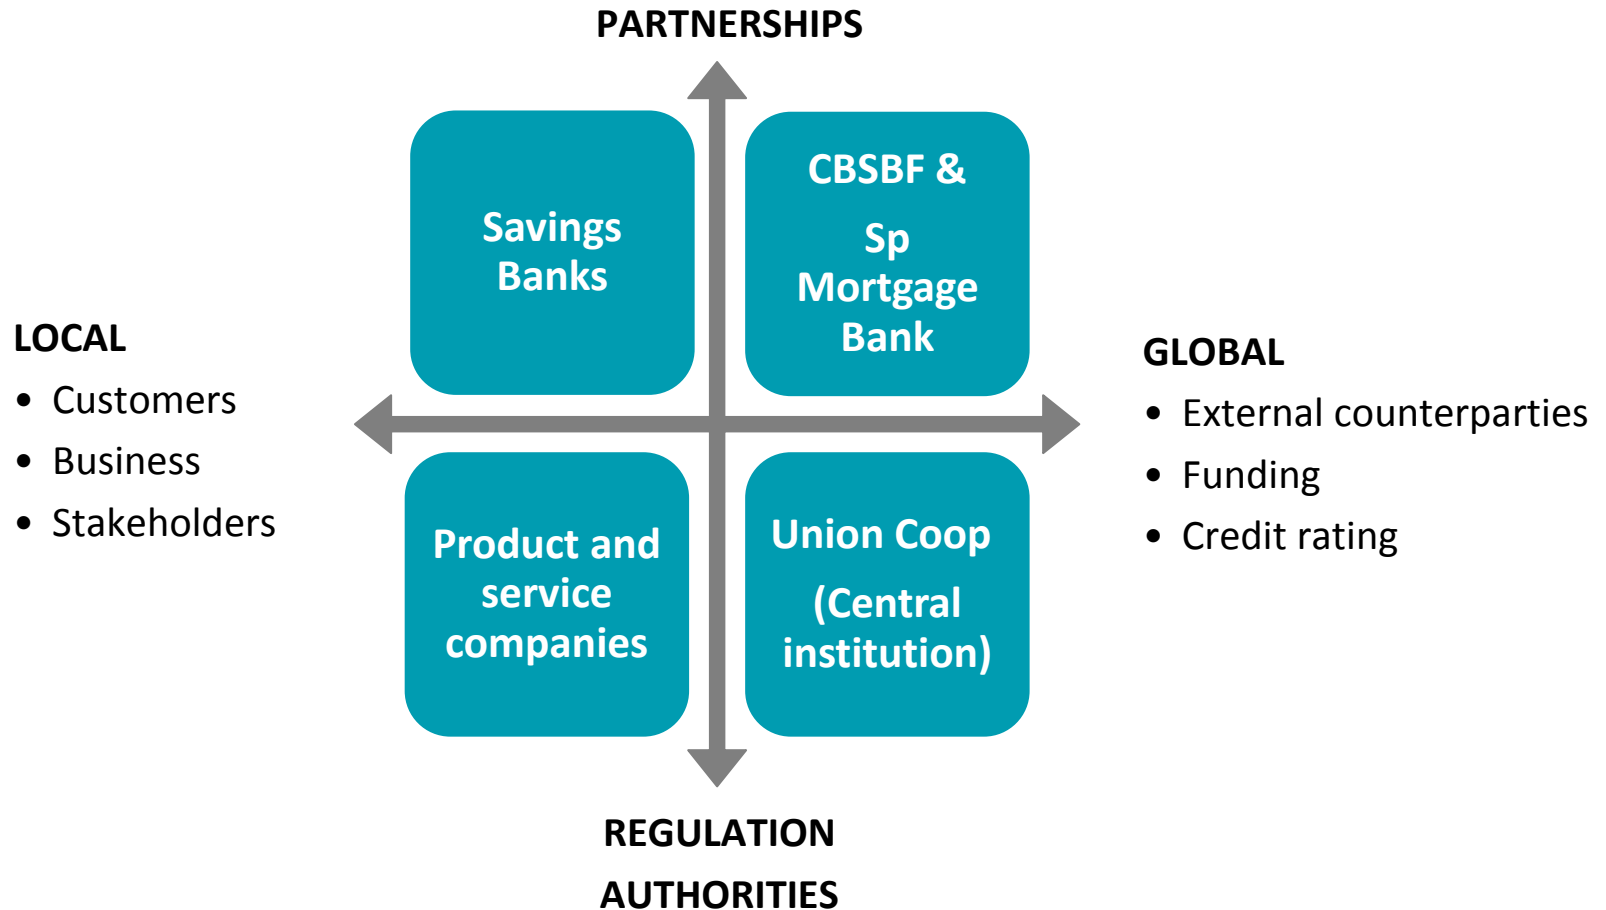 PARTNERSHIPS
Savings
Banks
CBSBF &
Sp
Mortgage
Bank
LOCAL
• Customers
• Business
• Stakeholders
GLOBAL
• External counterparties
• Funding
• Credit rating
Product and
service
companies
Union Coop
(Central
institution)
REGULATION
AUTHORITIES